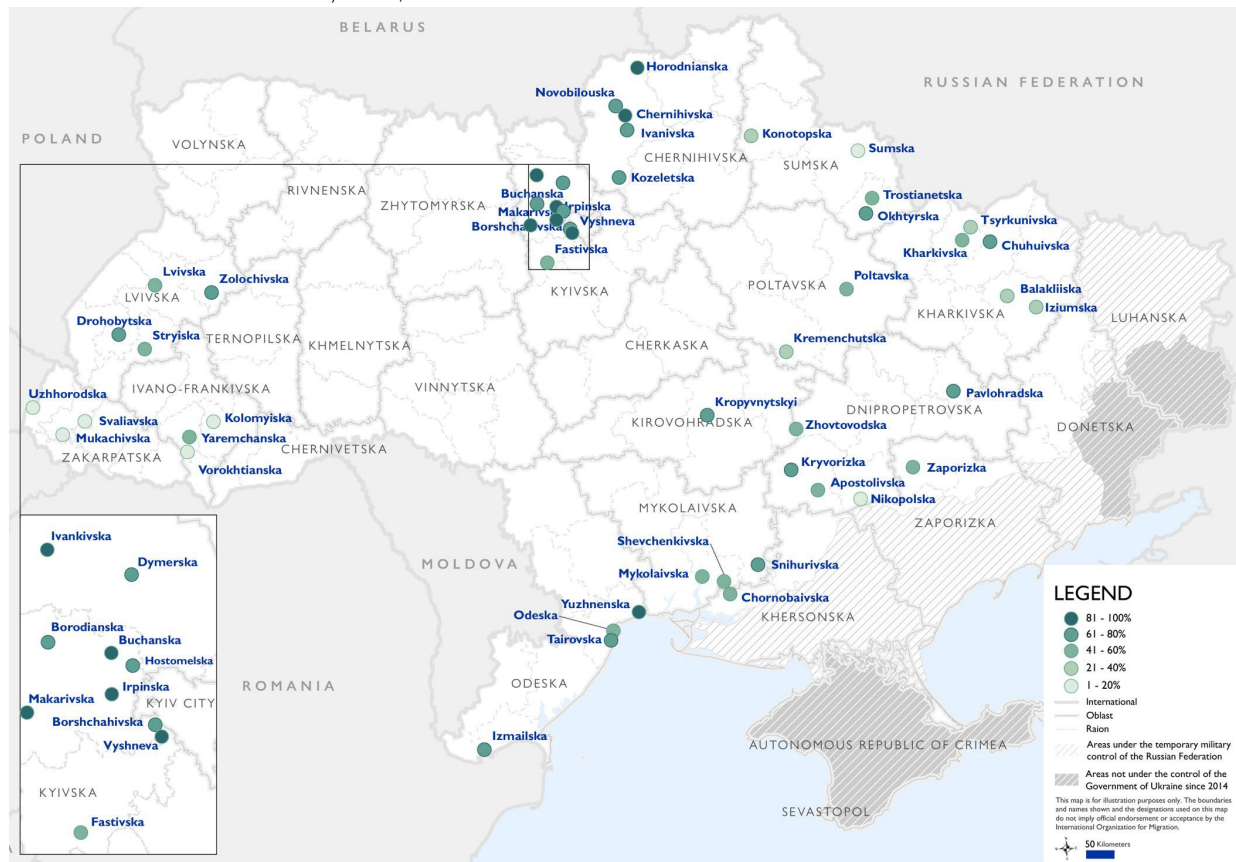 BELARUS
RUSSIAN FEDERATION
POLAND
Horodnianska
Novobilouska
Chernihivska
Ivanivska
CHERNIHIVSKA
Konotopska
SUMSKA
Sumska
VOLYNSKA
RIVNENSKA
ZHYTOMYRSKA
Kozeletska
Buchanska
Irpinska
Makarivska
Vyshneva
Borshchahivska
Fastivska
Trostianetska
Okhtyrska
Tsyrkunivska
Kharkivska
Chuhuivska
Lvivska
Zolochivska
LVIVSKA
KYIVSKA
POLTAVSKA
Poltavska
Balakliiska
Iziumska
KHARKIVSKA
LUHANSKA
Drohobytska
Stryiska
TERNOPILSKA
KHMELNYTSKA
CHERKASKA
Kremenchutska
VINNYTSKA
IVANO-FRANKIVSKA
Uzhhorodska
Svaliavska
Mukachivska
ZAKARPATSKA
Kolomyiska
Yaremchanska
Vorokhtianska
CHERNIVETSKA
Kropyvnytskyi
KIROVOHRADSKA
Pavlohradska
DNIPROPETROVSKA
Zhovtovodska
DONETSKA
Kryvorizka
Apostolivska
Zaporizka
Nikopolska
ZAPORIZKA
MYKOLAIVSKA
Shevchenkivska
Mykolaivska
Snihurivska
Chornobaivska
MOLDOVA
Yuzhnenska
Odeska
Tairovska
KHERSONSKA
ODESKA
Izmailska
ROMANIA
AUTONOMOUS REPUBLIC OF CRIMEA
SEVASTOPOL
Ivankivska
Dymerska
Borodianska
Buchanska
Hostomelska
Irpinska
Makarivska
KYIV CITY
Borshchahivska
Vyshneva
KYIVSKA
Fastivska
LEGEND
81 - 100%
61 - 80%
41 - 60%
21 - 40%
1 - 20%
International
Oblast
Raion
Areas under the temporary military
control of the Russian Federation
Areas not under the control of the
Government of Ukraine since 2014
This map is for illustration purposes only. The boundaries
and names shown and the designations used on this map
do not imply official endorsement or acceptance by the
International Organization for Migration.
50 Kilometers